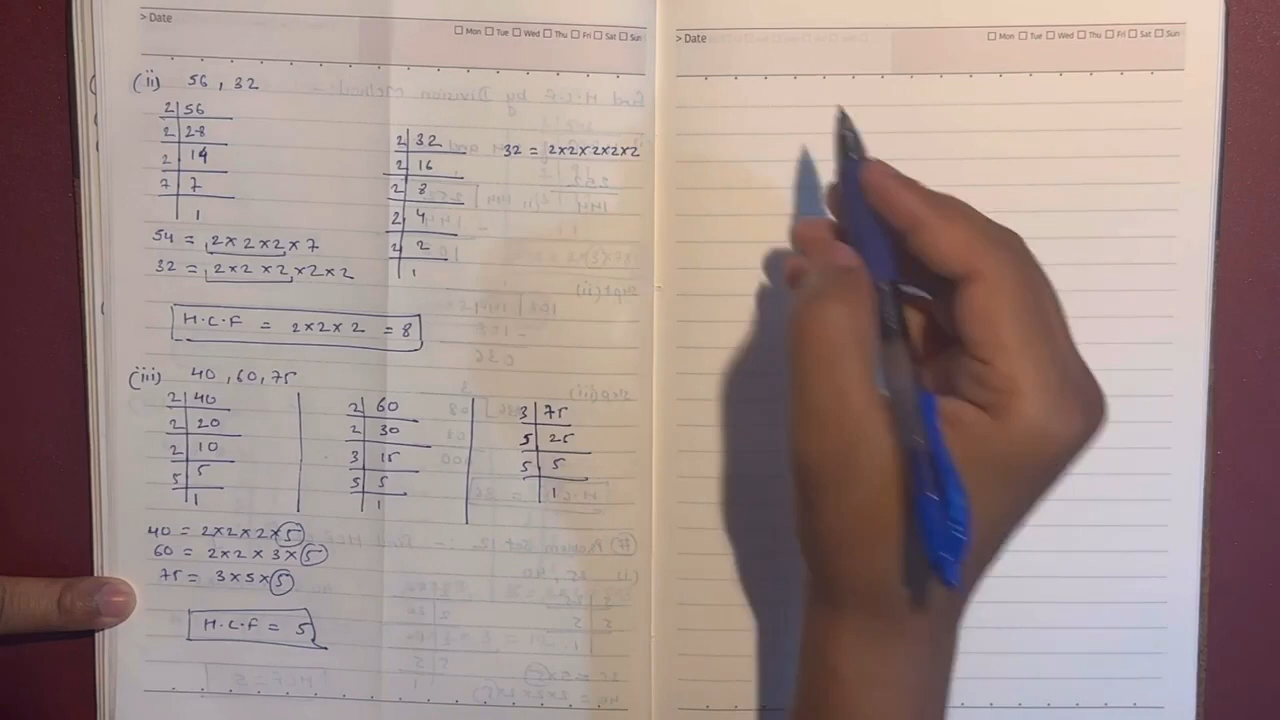 > Date
Mon Tue Wed Thu Fri Sat Sun
(ii) 56, 32
2 | 56
2 | 28
2 | 14
7 | 7
1
2 | 32
2 | 16
2 | 8
2 | 4
2 | 2
1
32 = 2×2×2×2×2
54 = 2×2×2×7
32 = 2×2×2×2×2
H.C.F = 2×2×2 = 8
(iii) 40, 60, 75
2 | 40
2 | 20
2 | 10
5 | 5
1
2 | 60
2 | 30
3 | 15
5 | 5
1
3 | 75
5 | 25
5 | 5
1
40 = 2×2×2×5
60 = 2×2×3×5
75 = 3×5×5
H.C.F = 5
> Date
Mon Tue Wed Thu Fri Sat Sun